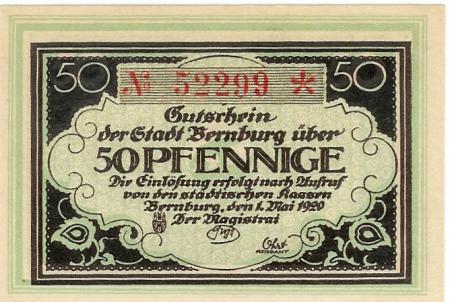 50 № 52299 * 50
Gutschein
der Stadt Bernburg über
50 PFENNIGE
Die Einlösung erfolgt nach Aufruf
von den städtischen Kassen
Bernburg, den 1. Mai 1920
Der Magistrat
RENDANT